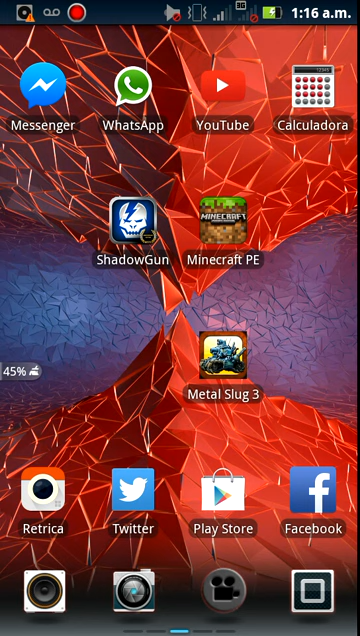 3G 1:16 a.m.
Messenger WhatsApp YouTube Calculadora
ShadowGun MINECRAFT Minecraft PE
45%
Metal Slug 3
Retrica Twitter Play Store Facebook